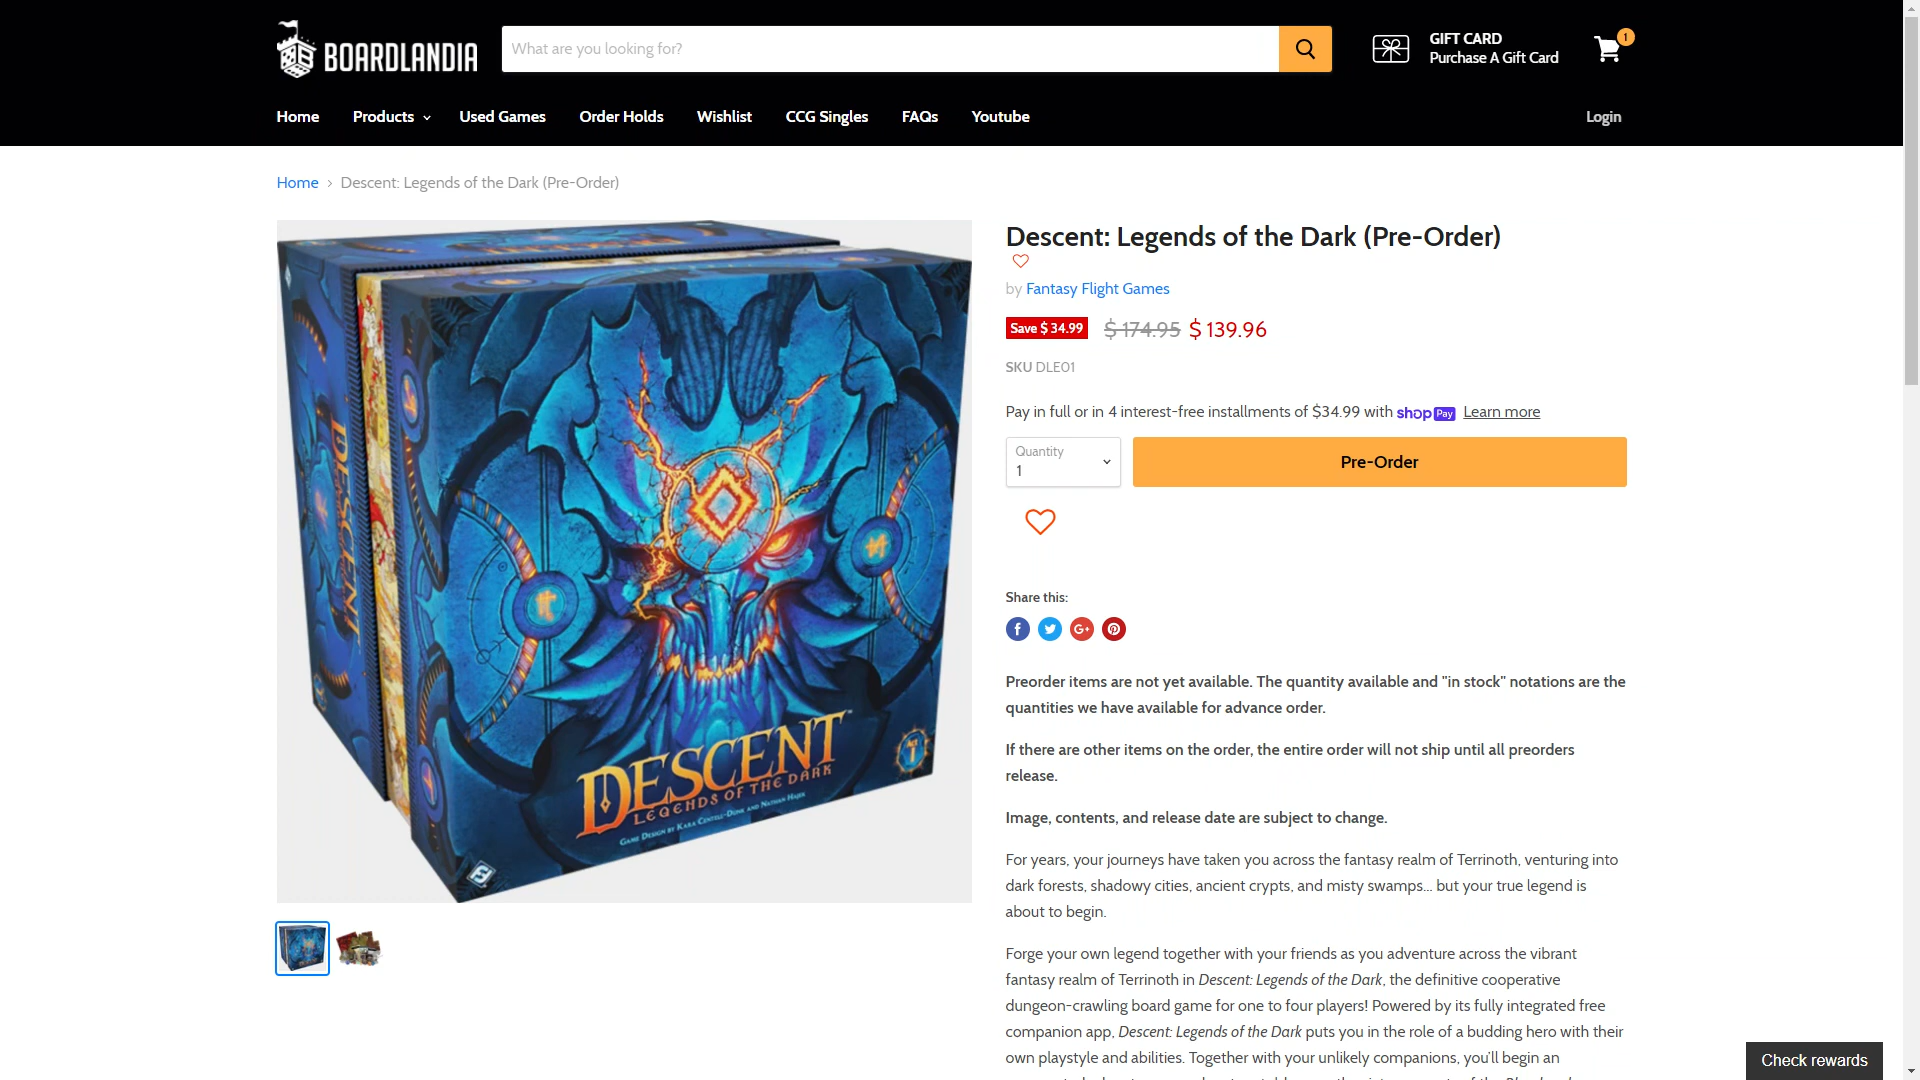 BOARDLANDIA
What are you looking for?
GIFT CARD
Purchase A Gift Card
1
Home
Products
Used Games
Order Holds
Wishlist
CCG Singles
FAQs
Youtube
Login
Home › Descent: Legends of the Dark (Pre-Order)
DESCENT
DESCENT
LEGENDS OF THE DARK
GAME DESIGN BY KARA CENTELL-DUNK AND NATHAN HAJEK
ACT
I
Descent: Legends of the Dark (Pre-Order)
by Fantasy Flight Games
Save $ 34.99 $ 174.95 $ 139.96
SKU DLE01
Pay in full or in 4 interest-free installments of $34.99 with shop Pay Learn more
Quantity
1
Pre-Order
Share this:
Preorder items are not yet available. The quantity available and "in stock" notations are the
quantities we have available for advance order.
If there are other items on the order, the entire order will not ship until all preorders
release.
Image, contents, and release date are subject to change.
For years, your journeys have taken you across the fantasy realm of Terrinoth, venturing into
dark forests, shadowy cities, ancient crypts, and misty swamps... but your true legend is
about to begin.
Forge your own legend together with your friends as you adventure across the vibrant
fantasy realm of Terrinoth in Descent: Legends of the Dark, the definitive cooperative
dungeon-crawling board game for one to four players! Powered by its fully integrated free
companion app, Descent: Legends of the Dark puts you in the role of a budding hero with their
own playstyle and abilities. Together with your unlikely companions, you'll begin an
Check rewards